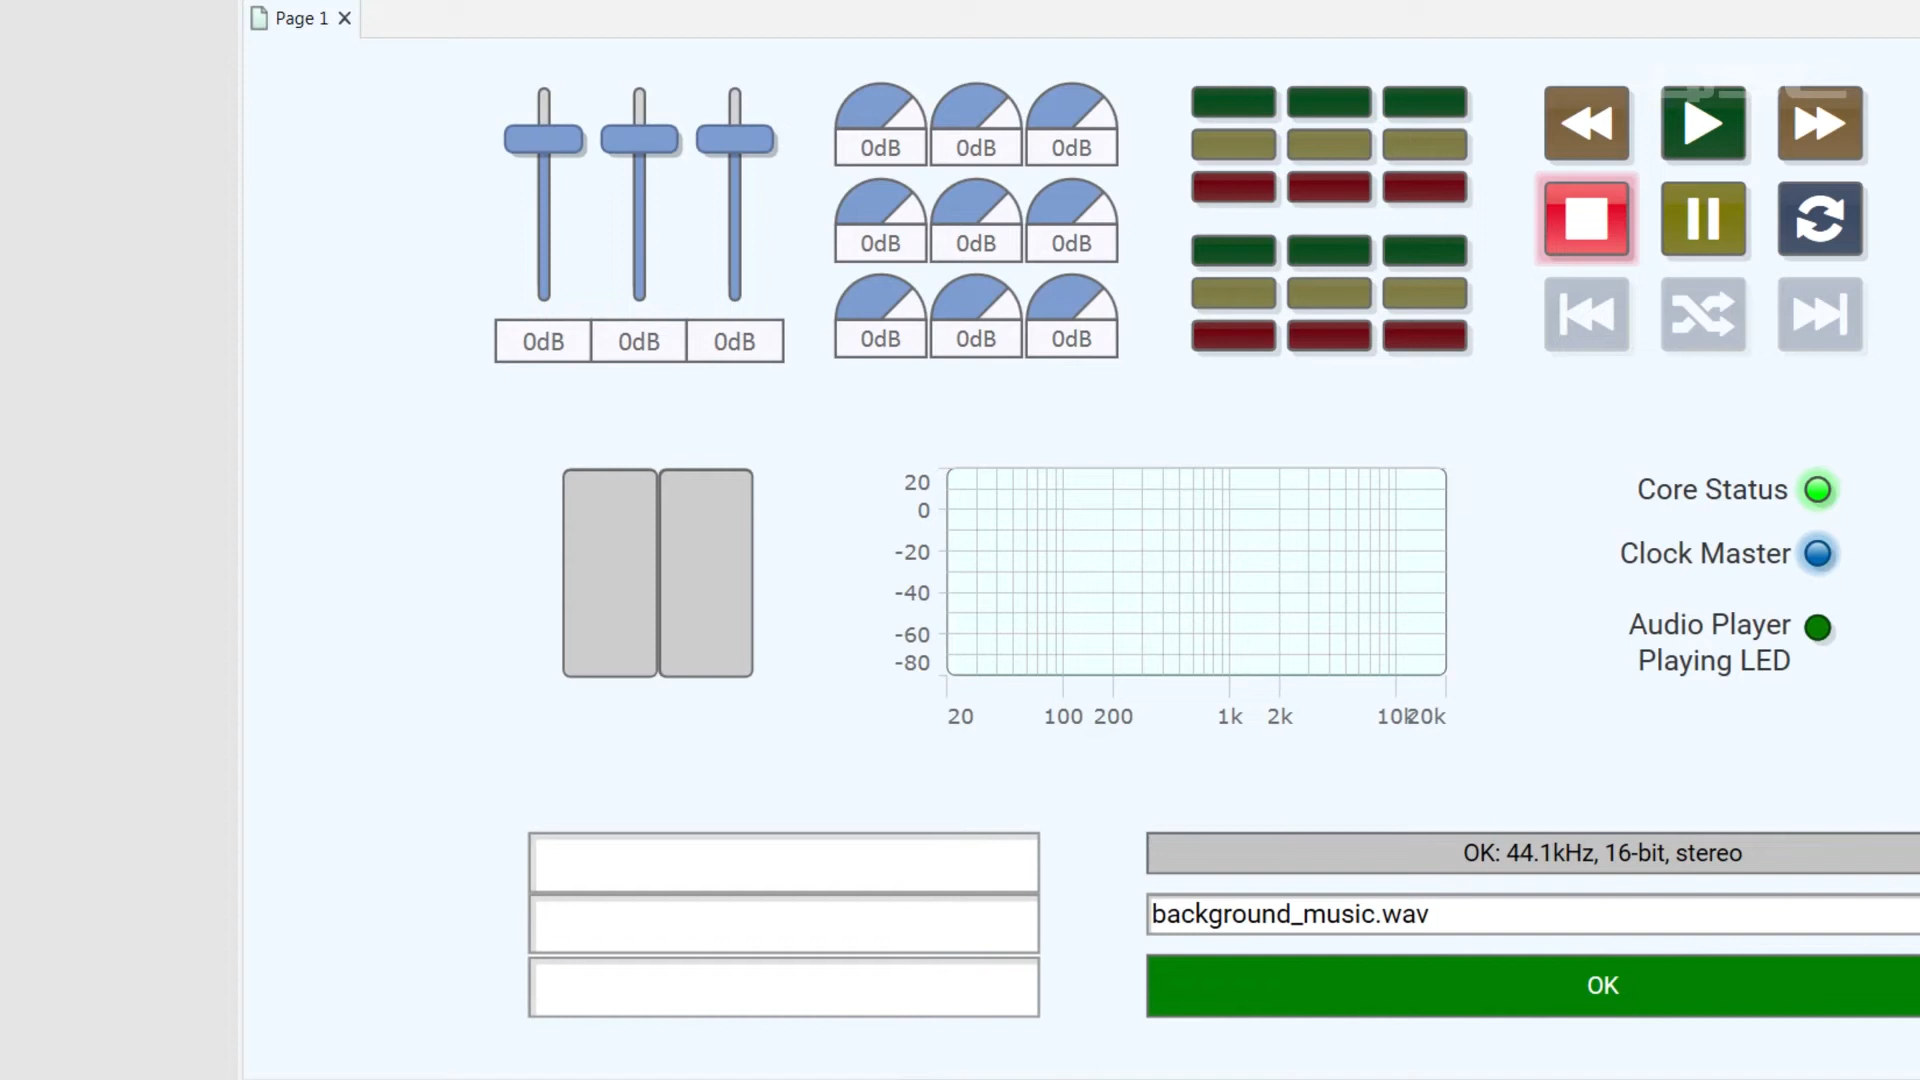 Page 1
0dB 0dB 0dB
0dB 0dB 0dB
0dB 0dB 0dB
0dB 0dB 0dB
20
0
-20
-40
-60
-80
20 100 200 1k 2k 10k 20k
Core Status
Clock Master
Audio Player
Playing LED
OK: 44.1kHz, 16-bit, stereo
background_music.wav
OK